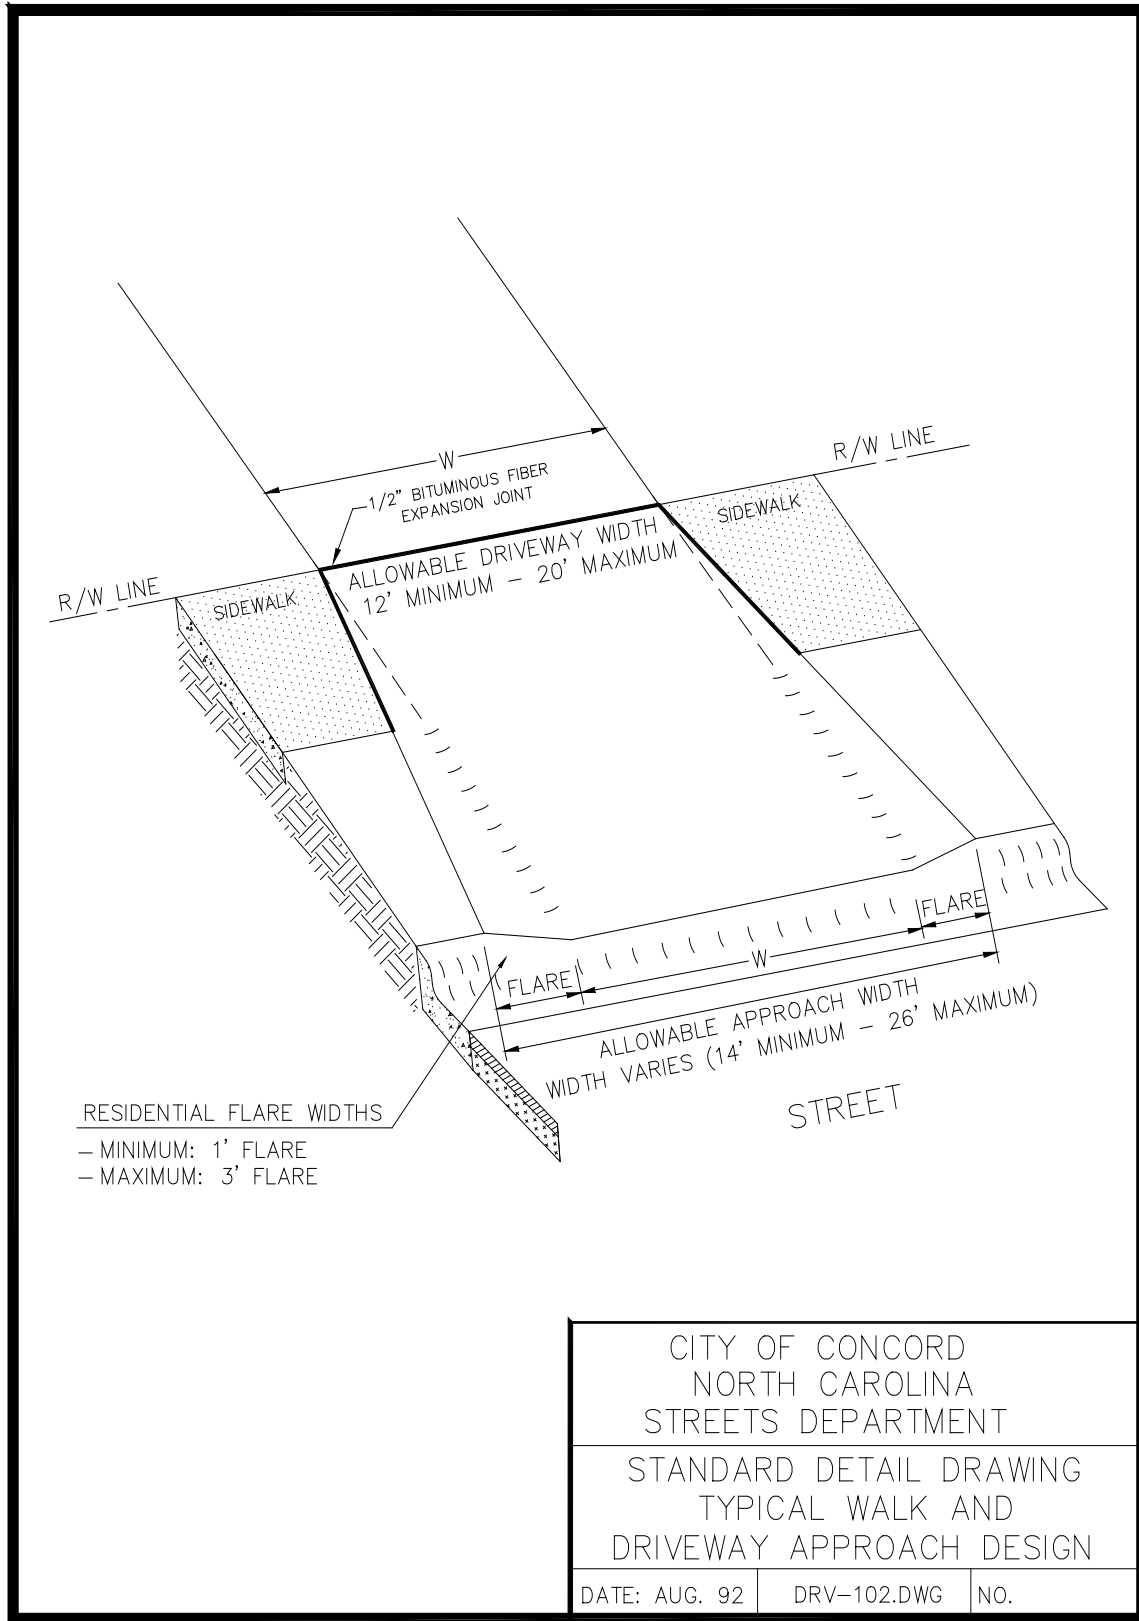 R/W LINE
W
1/2" BITUMINOUS FIBER
EXPANSION JOINT
SIDEWALK
ALLOWABLE DRIVEWAY WIDTH
12' MINIMUM - 20' MAXIMUM
R/W LINE
SIDEWALK
FLARE
W
FLARE
ALLOWABLE APPROACH WIDTH
WIDTH VARIES (14' MINIMUM - 26' MAXIMUM)
STREET
RESIDENTIAL FLARE WIDTHS
- MINIMUM: 1' FLARE
- MAXIMUM: 3' FLARE
CITY OF CONCORD
NORTH CAROLINA
STREETS DEPARTMENT
STANDARD DETAIL DRAWING
TYPICAL WALK AND
DRIVEWAY APPROACH DESIGN
DATE: AUG. 92
DRV-102.DWG
NO.